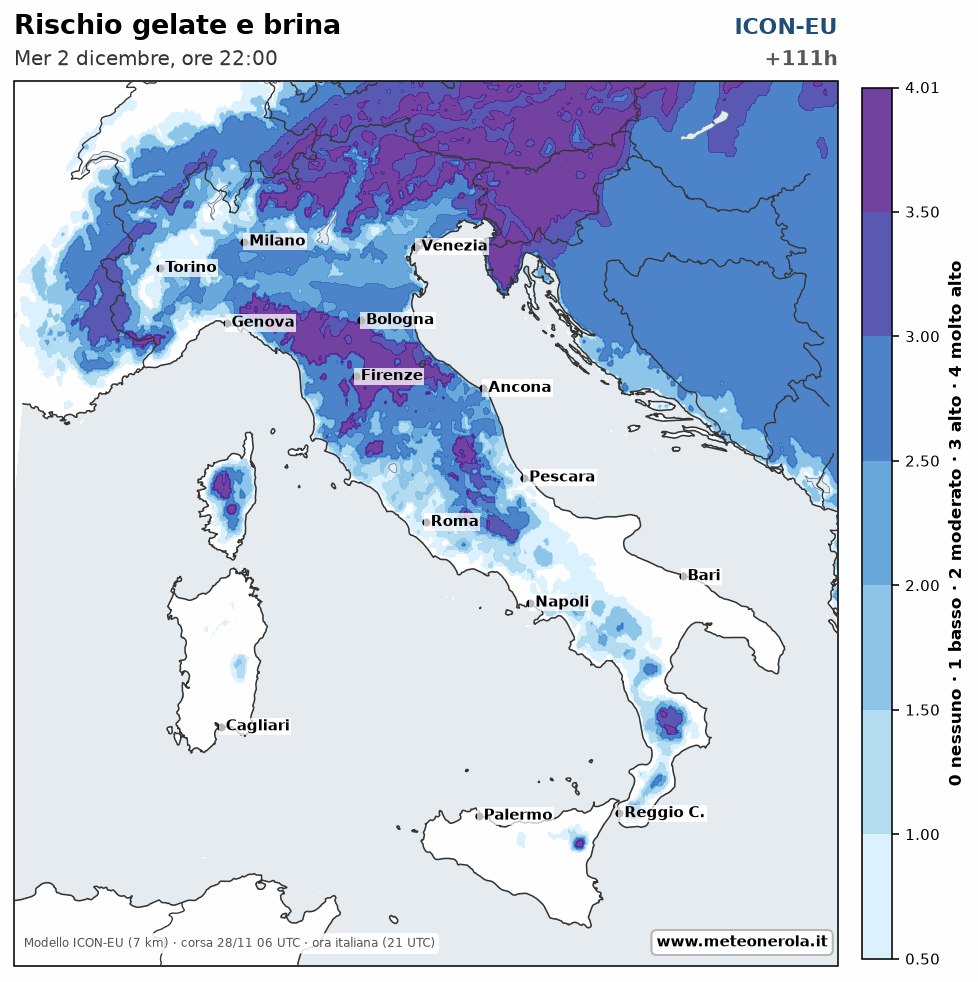 Rischio gelate e brina
ICON-EU
Mer 2 dicembre, ore 22:00
+111h
4.01
3.50
3.00
2.50
2.00
1.50
1.00
0.50
0 nessuno · 1 basso · 2 moderato · 3 alto · 4 molto alto
Milano
Venezia
Torino
Genova
Bologna
Firenze
Ancona
Pescara
Roma
Bari
Napoli
Cagliari
Palermo
Reggio C.
Modello ICON-EU (7 km) · corsa 28/11 06 UTC · ora italiana (21 UTC)
www.meteonerola.it